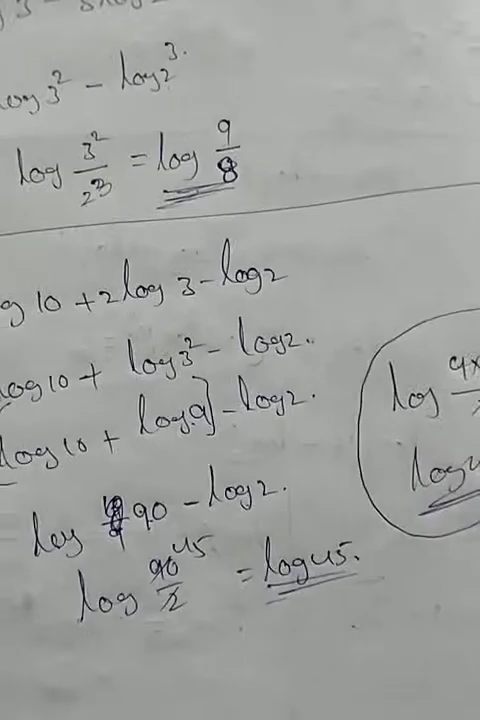 log 3² - log 2³.
log 3²/2³ = log 9/8
log 10 + 2 log 3 - log 2
log 10 + log 3² - log 2.
[log 10 + log 9] - log 2.
log 90 - log 2.
log 90/2 45 = log 45.
log
log